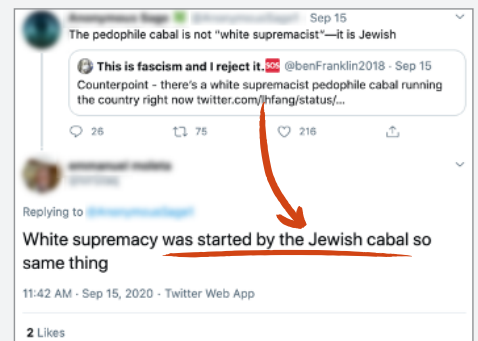 Sep 15
The pedophile cabal is not "white supremacist"—it is Jewish
This is fascism and I reject it. SOS @benFranklin2018 · Sep 15
Counterpoint - there's a white supremacist pedophile cabal running
the country right now twitter.com/lhfang/status/...
26 75 216
Replying to
White supremacy was started by the Jewish cabal so
same thing
11:42 AM · Sep 15, 2020 · Twitter Web App
2 Likes